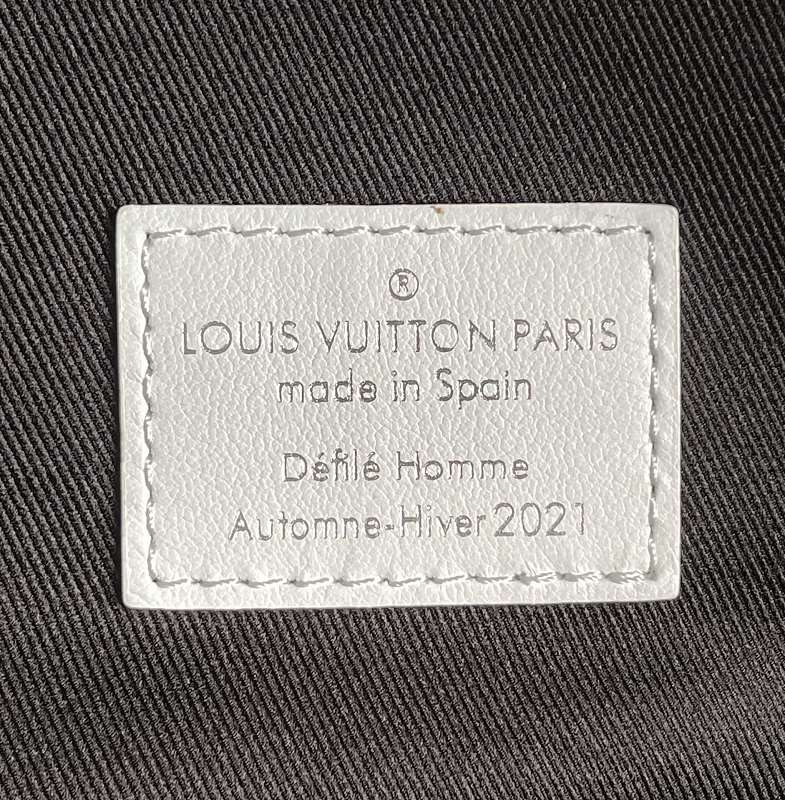 ®
LOUIS VUITTON PARIS
made in Spain
Défilé Homme
Automne-Hiver 2021